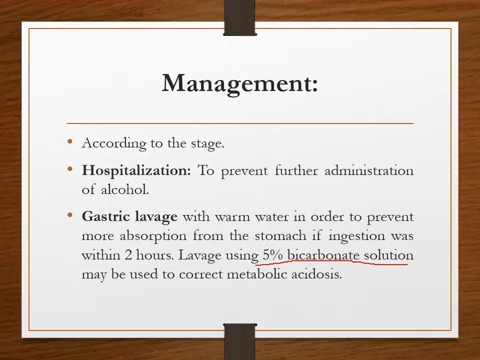 Management:
• According to the stage.
• Hospitalization: To prevent further administration
of alcohol.
• Gastric lavage with warm water in order to prevent
more absorption from the stomach if ingestion was
within 2 hours. Lavage using 5% bicarbonate solution
may be used to correct metabolic acidosis.